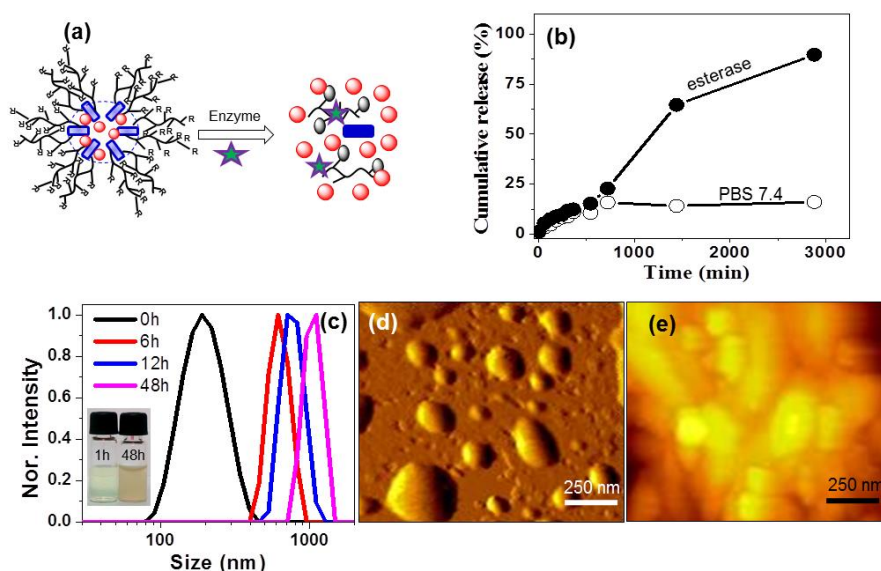 (a)
R R R R R R R R R R R R R R R R R R
Enzyme
(b)
Cumulative release (%)
100
75
50
25
0
esterase
PBS 7.4
0
1000
2000
3000
Time (min)
(c)
Nor. Intensity
1.0
0.8
0.6
0.4
0.2
0.0
0h
6h
12h
48h
1h
48h
100
1000
Size (nm)
(d)
250 nm
(e)
250 nm